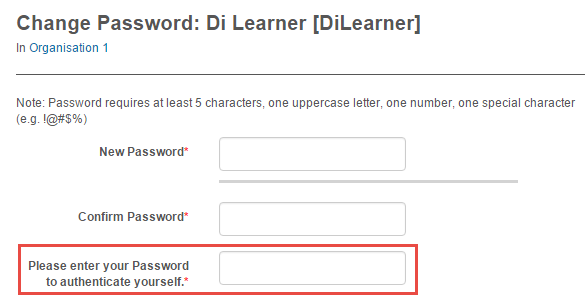 Change Password: Di Learner [DiLearner]
In Organisation 1
Note: Password requires at least 5 characters, one uppercase letter, one number, one special character
(e.g. !@#$%)
New Password*
Confirm Password*
Please enter your Password
to authenticate yourself.*